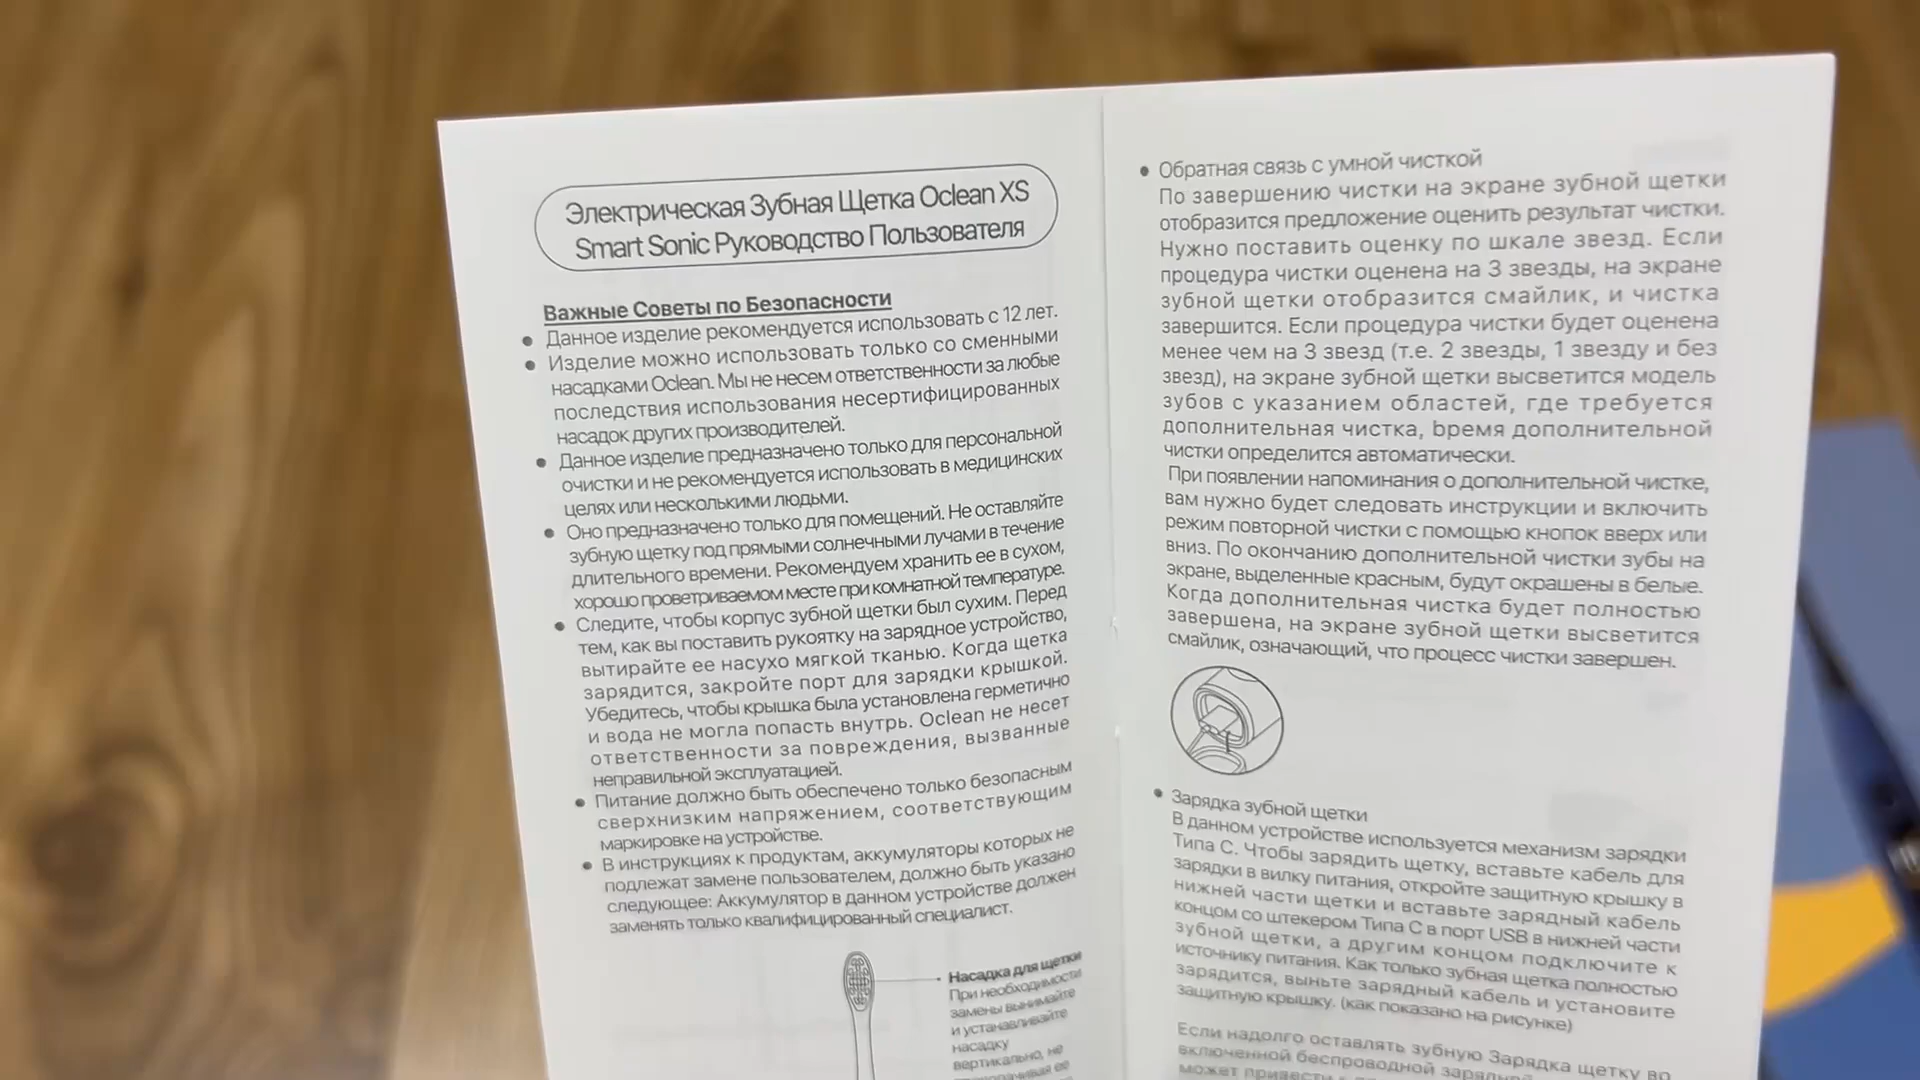 Электрическая Зубная Щетка Oclean XS
Smart Sonic Руководство Пользователя
Важные Советы по Безопасности
● Данное изделие рекомендуется использовать с 12 лет.
● Изделие можно использовать только со сменными
насадками Oclean. Мы не несем ответственности за любые
последствия использования несертифицированных
насадок других производителей.
● Данное изделие предназначено только для персональной
очистки и не рекомендуется использовать в медицинских
целях или несколькими людьми.
● Оно предназначено только для помещений. Не оставляйте
зубную щетку под прямыми солнечными лучами в течение
длительного времени. Рекомендуем хранить ее в сухом,
хорошо проветриваемом месте при комнатной температуре.
● Следите, чтобы корпус зубной щетки был сухим. Перед
тем, как вы поставить рукоятку на зарядное устройство,
вытирайте ее насухо мягкой тканью. Когда щетка
зарядится, закройте порт для зарядки крышкой.
Убедитесь, чтобы крышка была установлена герметично
и вода не могла попасть внутрь. Oclean не несет
ответственности за повреждения, вызванные
неправильной эксплуатацией.
● Питание должно быть обеспечено только безопасным
сверхнизким напряжением, соответствующим
маркировке на устройстве.
● В инструкциях к продуктам, аккумуляторы которых не
подлежат замене пользователем, должно быть указано
следующее: Аккумулятор в данном устройстве должен
заменять только квалифицированный специалист.
Насадка для щетки
При необходимости
замены вынимайте
и устанавливайте
насадку
вертикально, не
ее
● Обратная связь с умной чисткой
По завершению чистки на экране зубной щетки
отобразится предложение оценить результат чистки.
Нужно поставить оценку по шкале звезд. Если
процедура чистки оценена на 3 звезды, на экране
зубной щетки отобразится смайлик, и чистка
завершится. Если процедура чистки будет оценена
менее чем на 3 звезд (т.е. 2 звезды, 1 звезду и без
звезд), на экране зубной щетки высветится модель
зубов с указанием областей, где требуется
дополнительная чистка, bремя дополнительной
чистки определится автоматически.
При появлении напоминания о дополнительной чистке,
вам нужно будет следовать инструкции и включить
режим повторной чистки с помощью кнопок вверх или
вниз. По окончанию дополнительной чистки зубы на
экране, выделенные красным, будут окрашены в белые.
Когда дополнительная чистка будет полностью
завершена, на экране зубной щетки высветится
смайлик, означающий, что процесс чистки завершен.
● Зарядка зубной щетки
В данном устройстве используется механизм зарядки
Типа C. Чтобы зарядить щетку, вставьте кабель для
зарядки в вилку питания, откройте защитную крышку в
нижней части щетки и вставьте зарядный кабель
концом со штекером Типа C в порт USB в нижней части
зубной щетки, а другим концом подключите к
источнику питания. Как только зубная щетка полностью
зарядится, выньте зарядный кабель и установите
защитную крышку. (как показано на рисунке)
Если надолго оставлять зубную Зарядка щетку во
включенной беспроводной
может привести